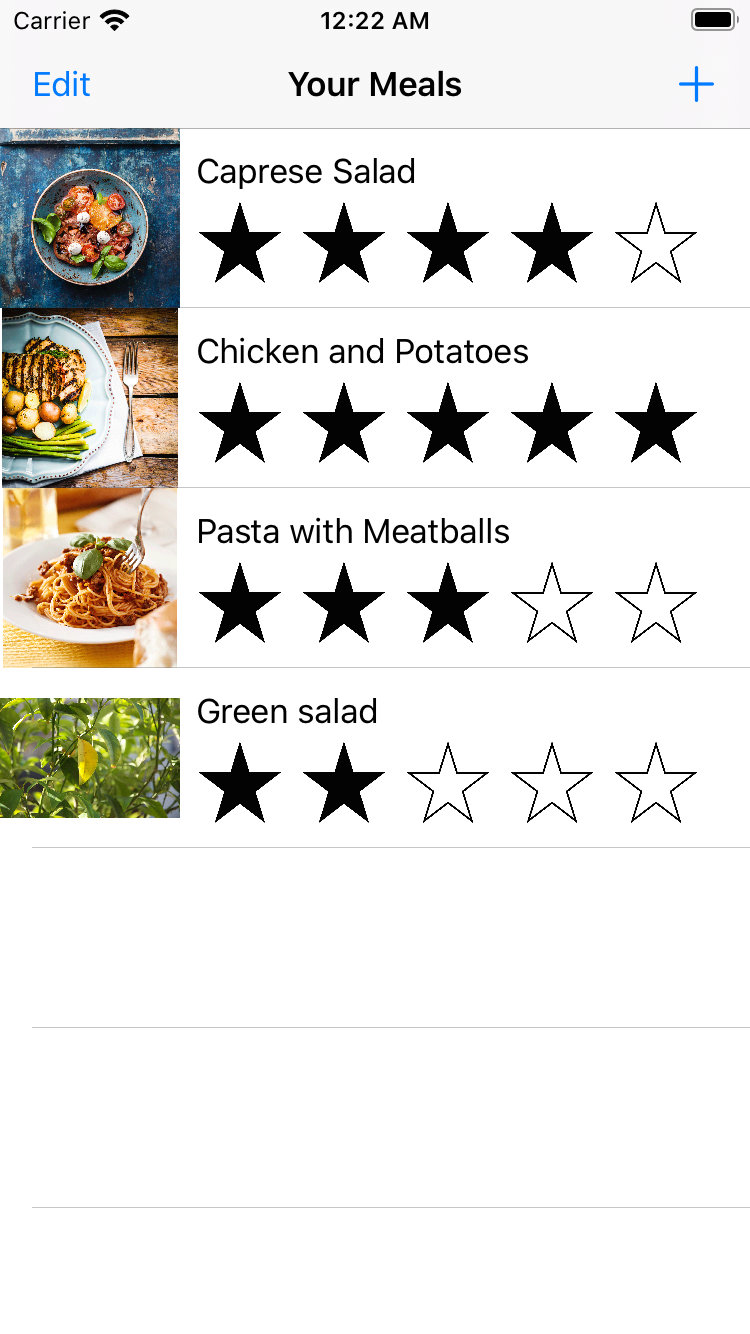 Carrier 12:22 AM
Edit Your Meals +
Caprese Salad
Chicken and Potatoes
Pasta with Meatballs
Green salad